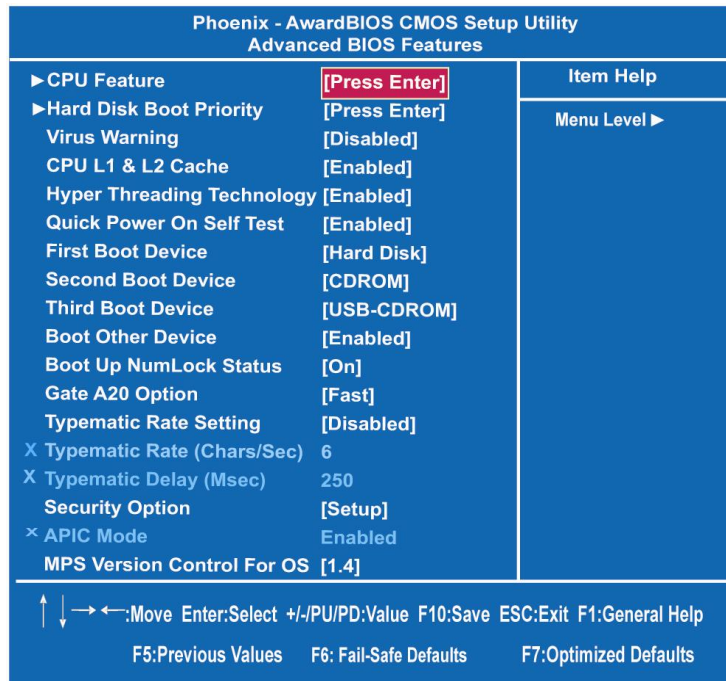 Phoenix - AwardBIOS CMOS Setup Utility
Advanced BIOS Features
►CPU Feature [Press Enter]
►Hard Disk Boot Priority [Press Enter]
Virus Warning [Disabled]
CPU L1 & L2 Cache [Enabled]
Hyper Threading Technology [Enabled]
Quick Power On Self Test [Enabled]
First Boot Device [Hard Disk]
Second Boot Device [CDROM]
Third Boot Device [USB-CDROM]
Boot Other Device [Enabled]
Boot Up NumLock Status [On]
Gate A20 Option [Fast]
Typematic Rate Setting [Disabled]
X Typematic Rate (Chars/Sec) 6
X Typematic Delay (Msec) 250
Security Option [Setup]
x APIC Mode Enabled
MPS Version Control For OS [1.4]
Item Help
Menu Level ►
↑ ↓ → ←:Move Enter:Select +/-/PU/PD:Value F10:Save ESC:Exit F1:General Help
F5:Previous Values F6: Fail-Safe Defaults F7:Optimized Defaults